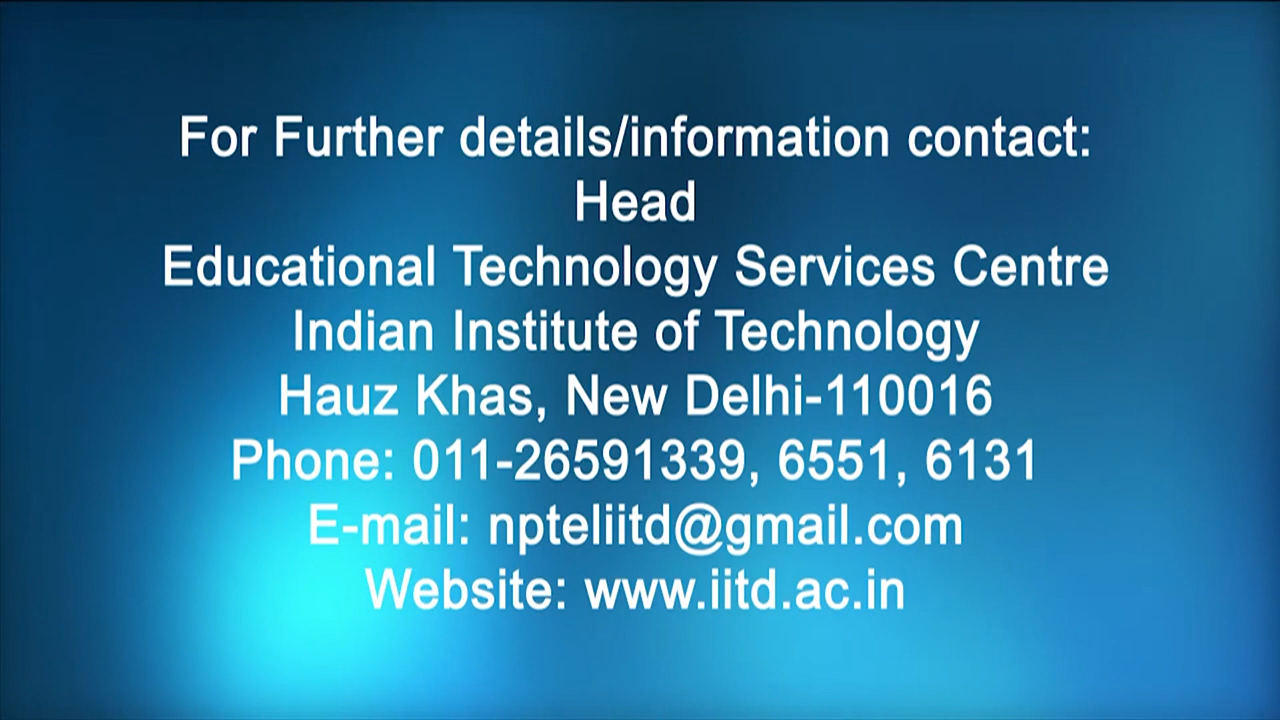 For Further details/information contact:
Head
Educational Technology Services Centre
Indian Institute of Technology
Hauz Khas, New Delhi-110016
Phone: 011-26591339, 6551, 6131
E-mail: npteliitd@gmail.com
Website: www.iitd.ac.in